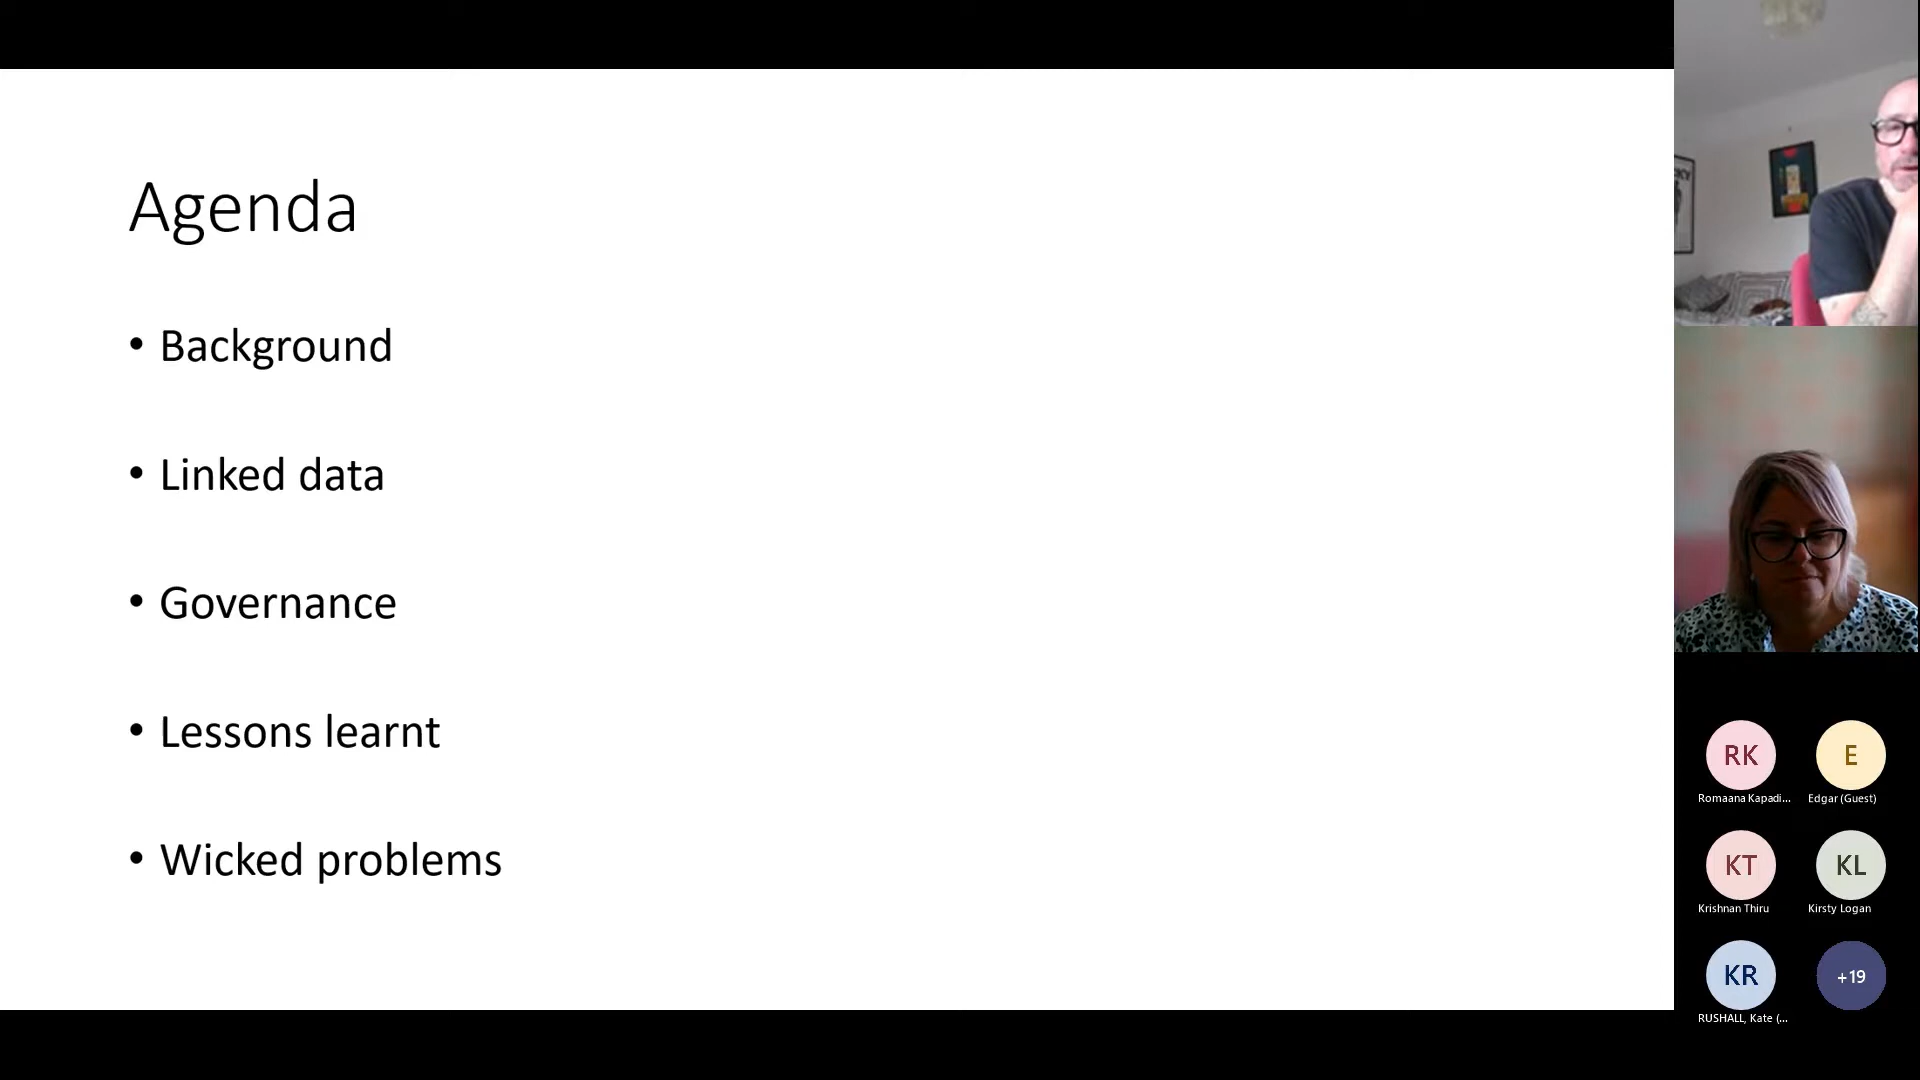 Agenda
• Background
• Linked data
• Governance
• Lessons learnt
• Wicked problems
RK
E
Romaana Kapadi...
Edgar (Guest)
KT
KL
Krishnan Thiru
Kirsty Logan
KR
+19
RUSHALL, Kate (...